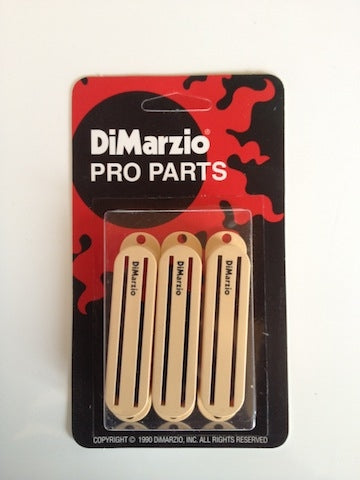 DiMarzio®
PRO PARTS
DiMarzio
DiMarzio
DiMarzio
COPYRIGHT © 1990 DIMARZIO, INC. ALL RIGHTS RESERVED